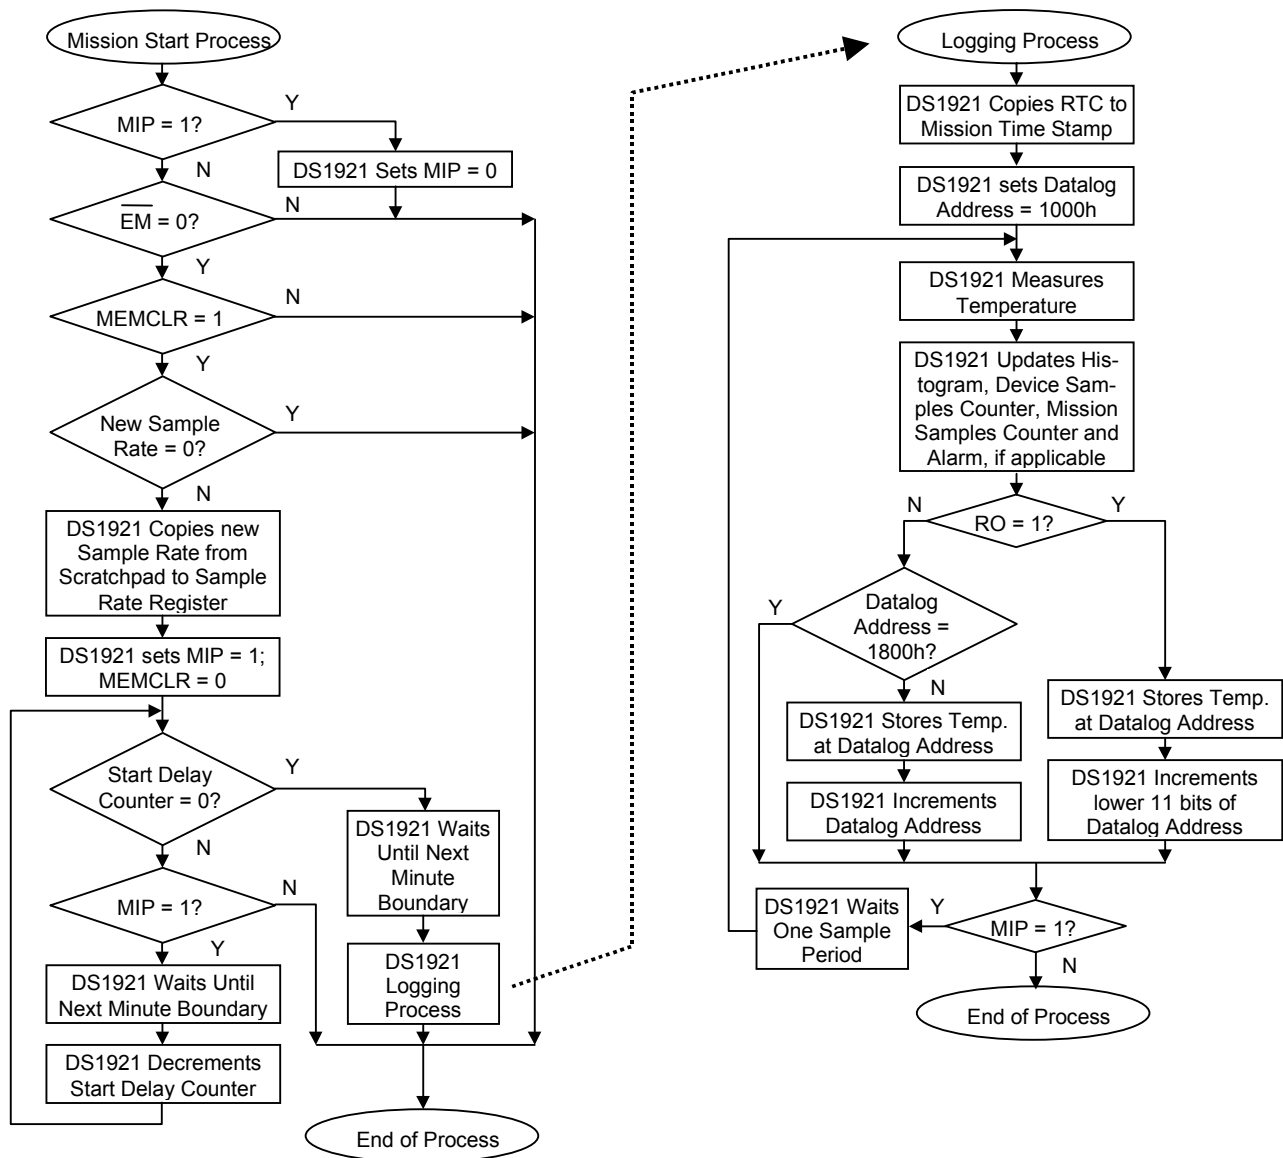 Mission Start Process
MIP = 1?
Y
N
DS1921 Sets MIP = 0
EM = 0?
N
Y
MEMCLR = 1
N
Y
New Sample
Rate = 0?
Y
N
DS1921 Copies new
Sample Rate from
Scratchpad to Sample
Rate Register
DS1921 sets MIP = 1;
MEMCLR = 0
Start Delay
Counter = 0?
Y
N
DS1921 Waits
Until Next
Minute
Boundary
MIP = 1?
N
Y
DS1921 Waits Until
Next Minute Boundary
DS1921
Logging
Process
DS1921 Decrements
Start Delay Counter
End of Process
Logging Process
DS1921 Copies RTC to
Mission Time Stamp
DS1921 sets Datalog
Address = 1000h
DS1921 Measures
Temperature
DS1921 Updates His-
togram, Device Sam-
ples Counter, Mission
Samples Counter and
Alarm, if applicable
N
RO = 1?
Y
Y
Datalog
Address =
1800h?
N
DS1921 Stores Temp.
at Datalog Address
DS1921 Increments
Datalog Address
DS1921 Stores Temp.
at Datalog Address
DS1921 Increments
lower 11 bits of
Datalog Address
DS1921 Waits
One Sample
Period
Y
MIP = 1?
N
End of Process